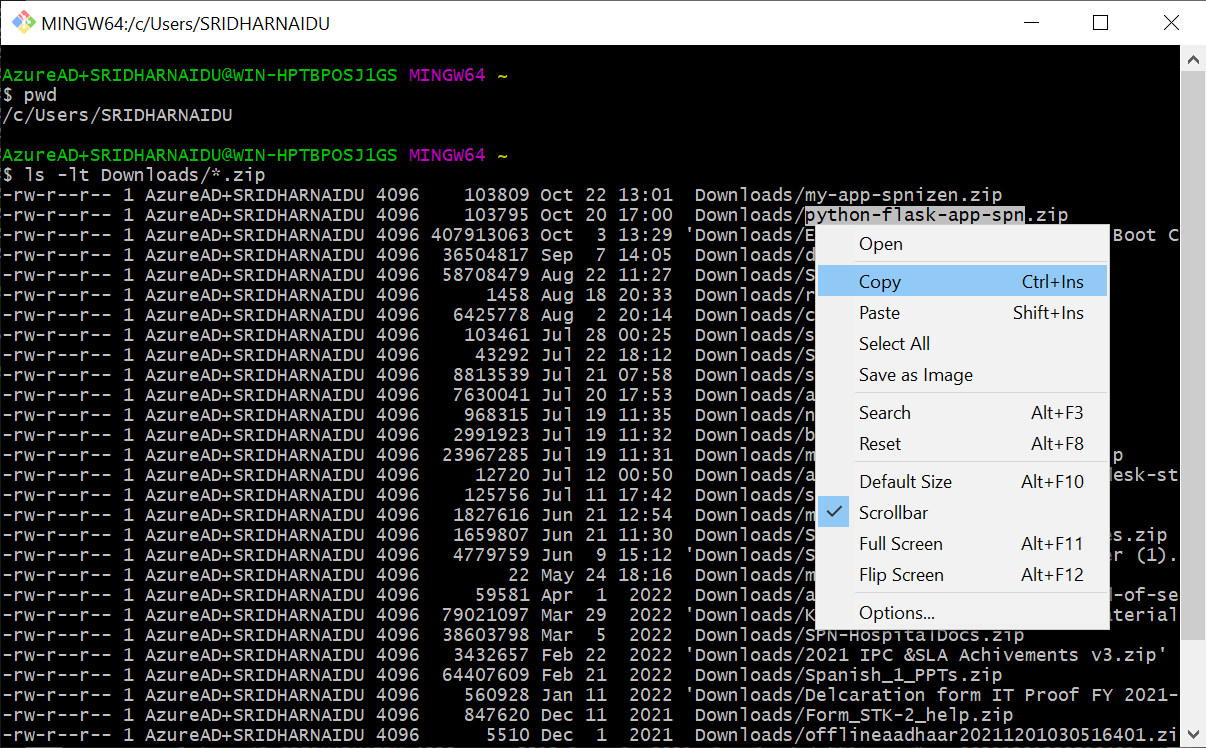 MINGW64:/c/Users/SRIDHARNAIDU
AzureAD+SRIDHARNAIDU@WIN-HPTBPOSJ1GS MINGW64 ~
$ pwd
/c/Users/SRIDHARNAIDU
AzureAD+SRIDHARNAIDU@WIN-HPTBPOSJ1GS MINGW64 ~
$ ls -lt Downloads/*.zip
-rw-r--r-- 1 AzureAD+SRIDHARNAIDU 4096 103809 Oct 22 13:01 Downloads/my-app-spnizen.zip
-rw-r--r-- 1 AzureAD+SRIDHARNAIDU 4096 103795 Oct 20 17:00 Downloads/python-flask-app-spn.zip
-rw-r--r-- 1 AzureAD+SRIDHARNAIDU 4096 407913063 Oct 3 13:29 'Downloads/E Boot C
-rw-r--r-- 1 AzureAD+SRIDHARNAIDU 4096 36504817 Sep 7 14:05 Downloads/d
-rw-r--r-- 1 AzureAD+SRIDHARNAIDU 4096 58708479 Aug 22 11:27 Downloads/S
-rw-r--r-- 1 AzureAD+SRIDHARNAIDU 4096 1458 Aug 18 20:33 Downloads/r
-rw-r--r-- 1 AzureAD+SRIDHARNAIDU 4096 6425778 Aug 2 20:14 Downloads/c
-rw-r--r-- 1 AzureAD+SRIDHARNAIDU 4096 103461 Jul 28 00:25 Downloads/s
-rw-r--r-- 1 AzureAD+SRIDHARNAIDU 4096 43292 Jul 22 18:12 Downloads/S
-rw-r--r-- 1 AzureAD+SRIDHARNAIDU 4096 8813539 Jul 21 07:58 Downloads/s
-rw-r--r-- 1 AzureAD+SRIDHARNAIDU 4096 7630041 Jul 20 17:53 Downloads/a
-rw-r--r-- 1 AzureAD+SRIDHARNAIDU 4096 968315 Jul 19 11:35 Downloads/n
-rw-r--r-- 1 AzureAD+SRIDHARNAIDU 4096 2991923 Jul 19 11:32 Downloads/b
-rw-r--r-- 1 AzureAD+SRIDHARNAIDU 4096 23967285 Jul 19 11:31 Downloads/m p
-rw-r--r-- 1 AzureAD+SRIDHARNAIDU 4096 12720 Jul 12 00:50 Downloads/a esk-st
-rw-r--r-- 1 AzureAD+SRIDHARNAIDU 4096 125756 Jul 11 17:42 Downloads/s
-rw-r--r-- 1 AzureAD+SRIDHARNAIDU 4096 1827616 Jun 21 12:54 Downloads/m
-rw-r--r-- 1 AzureAD+SRIDHARNAIDU 4096 1659807 Jun 21 11:30 Downloads/S s.zip
-rw-r--r-- 1 AzureAD+SRIDHARNAIDU 4096 4779759 Jun 9 15:12 'Downloads/S r (1).
-rw-r--r-- 1 AzureAD+SRIDHARNAIDU 4096 22 May 24 18:16 Downloads/m
-rw-r--r-- 1 AzureAD+SRIDHARNAIDU 4096 59581 Apr 1 2022 Downloads/a -of-se
-rw-r--r-- 1 AzureAD+SRIDHARNAIDU 4096 79021097 Mar 29 2022 'Downloads/K aterial
-rw-r--r-- 1 AzureAD+SRIDHARNAIDU 4096 38603798 Mar 5 2022 Downloads/SPN-HospitalDocs.zip
-rw-r--r-- 1 AzureAD+SRIDHARNAIDU 4096 3432657 Feb 22 2022 'Downloads/2021 IPC &SLA Achivements v3.zip'
-rw-r--r-- 1 AzureAD+SRIDHARNAIDU 4096 64407609 Feb 21 2022 Downloads/Spanish_1_PPTs.zip
-rw-r--r-- 1 AzureAD+SRIDHARNAIDU 4096 560928 Jan 11 2022 'Downloads/Delcaration form IT Proof FY 2021-
-rw-r--r-- 1 AzureAD+SRIDHARNAIDU 4096 847620 Dec 11 2021 Downloads/Form_STK-2_help.zip
-rw-r--r-- 1 AzureAD+SRIDHARNAIDU 4096 5510 Dec 1 2021 Downloads/offlineaadhaar20211201030516401.zi
Open
Copy Ctrl+Ins
Paste Shift+Ins
Select All
Save as Image
Search Alt+F3
Reset Alt+F8
Default Size Alt+F10
Scrollbar
Full Screen Alt+F11
Flip Screen Alt+F12
Options...